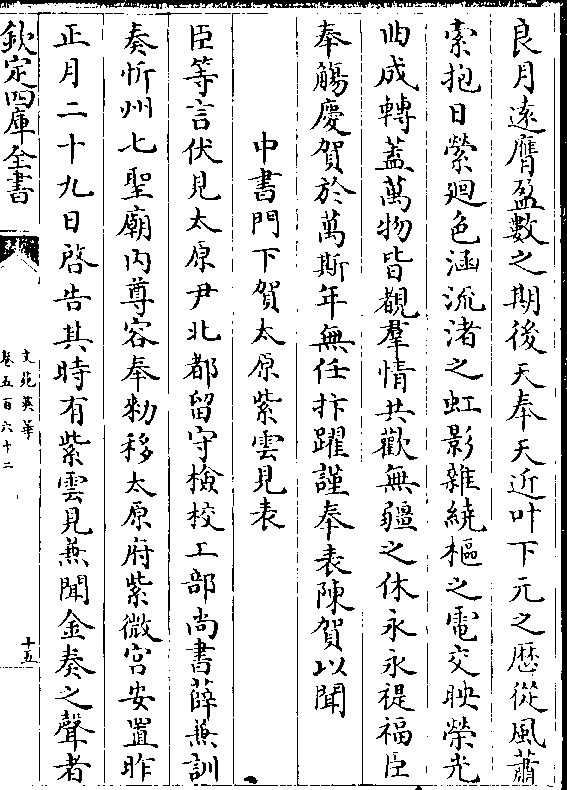 良月遠膺盈數之期後天奉天近叶下元之厯從風蕭
索抱日縈廻色涵流渚之虹影雜繞樞之電交映榮光
曲成轉蓋萬物皆覩羣情共歡無疆之休永永禔福臣
奉觴慶賀於萬斯年無任抃躍謹奉表陳賀以聞
中書門下賀太原紫雲見表
臣等言伏見太原尹北都留守檢校工部尚書薛兼訓
奏忻州七聖廟内尊容奉勑移太原府紫微宫安置昨
正月二十九日啓告其時有紫雲見兼聞金奏之聲者
欽定四庫全書
文苑英華
卷五百六十二
十五